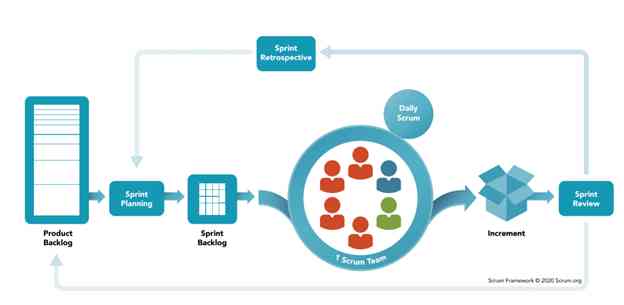 Sprint
Retrospective
Daily
Scrum
Sprint
Planning
Sprint
Review
Product
Backlog
Sprint
Backlog
1 Scrum Team
Increment
Scrum Framework © 2020 Scrum.org